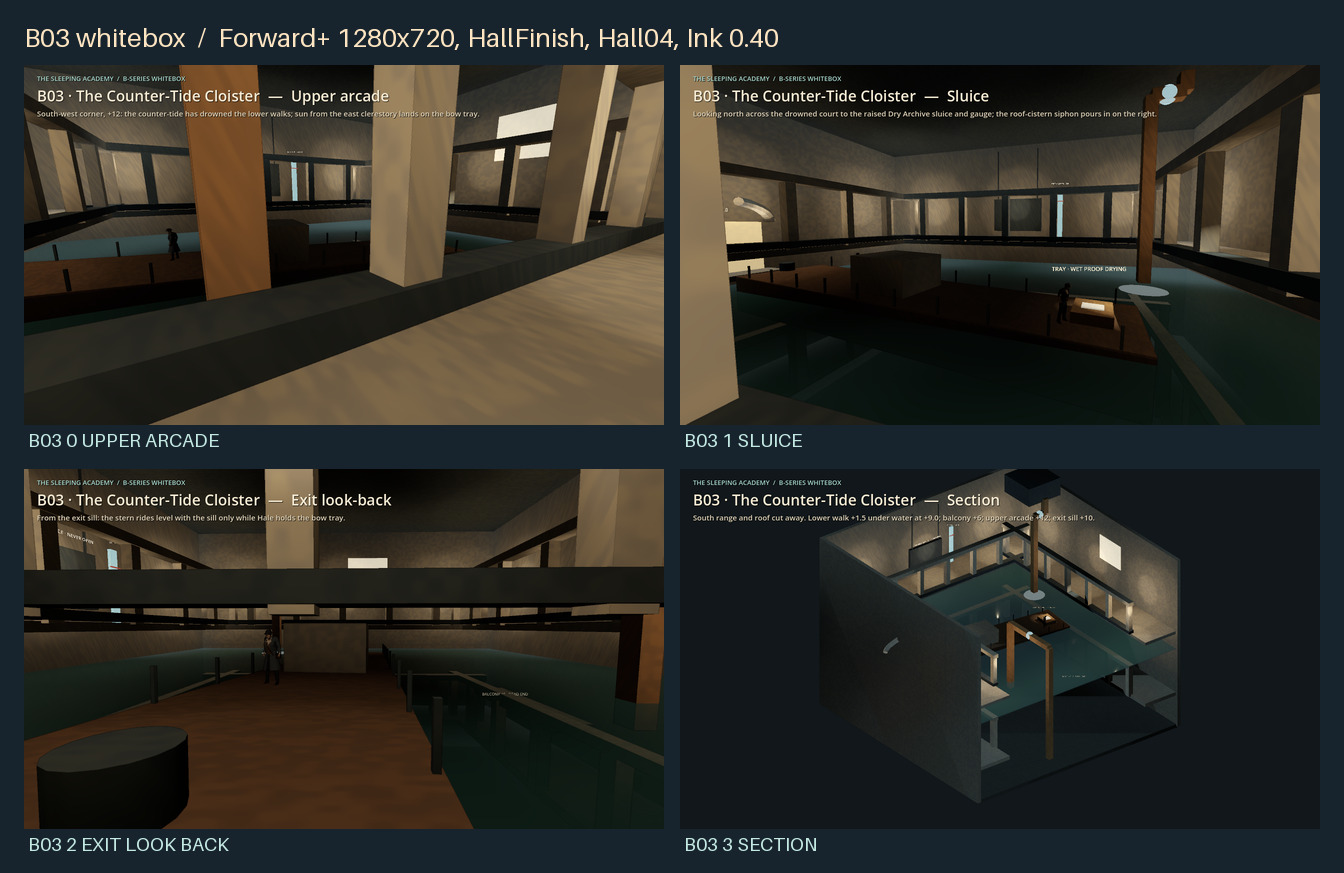 B03 whitebox / Forward+ 1280x720, HallFinish, Hall04, Ink 0.40
THE SLEEPING ACADEMY / B-SERIES WHITEBOX
B03 · The Counter-Tide Cloister — Upper arcade
South-west corner, +12: the counter-tide has drowned the lower walks; sun from the east clerestory lands on the bow tray.
B03 0 UPPER ARCADE
THE SLEEPING ACADEMY / B-SERIES WHITEBOX
B03 · The Counter-Tide Cloister — Sluice
Looking north across the drowned court to the raised Dry Archive sluice and gauge; the roof-cistern siphon pours in on the right.
TRAY · WET PROOF DRYING
B03 1 SLUICE
THE SLEEPING ACADEMY / B-SERIES WHITEBOX
B03 · The Counter-Tide Cloister — Exit look-back
From the exit sill: the stern rides level with the sill only while Hale holds the bow tray.
NEVER OPEN
BALCONY
END
B03 2 EXIT LOOK BACK
THE SLEEPING ACADEMY / B-SERIES WHITEBOX
B03 · The Counter-Tide Cloister — Section
South range and roof cut away. Lower walk +1.5 under water at +9.0; balcony +6; upper arcade +12; exit sill +10.
B03 3 SECTION